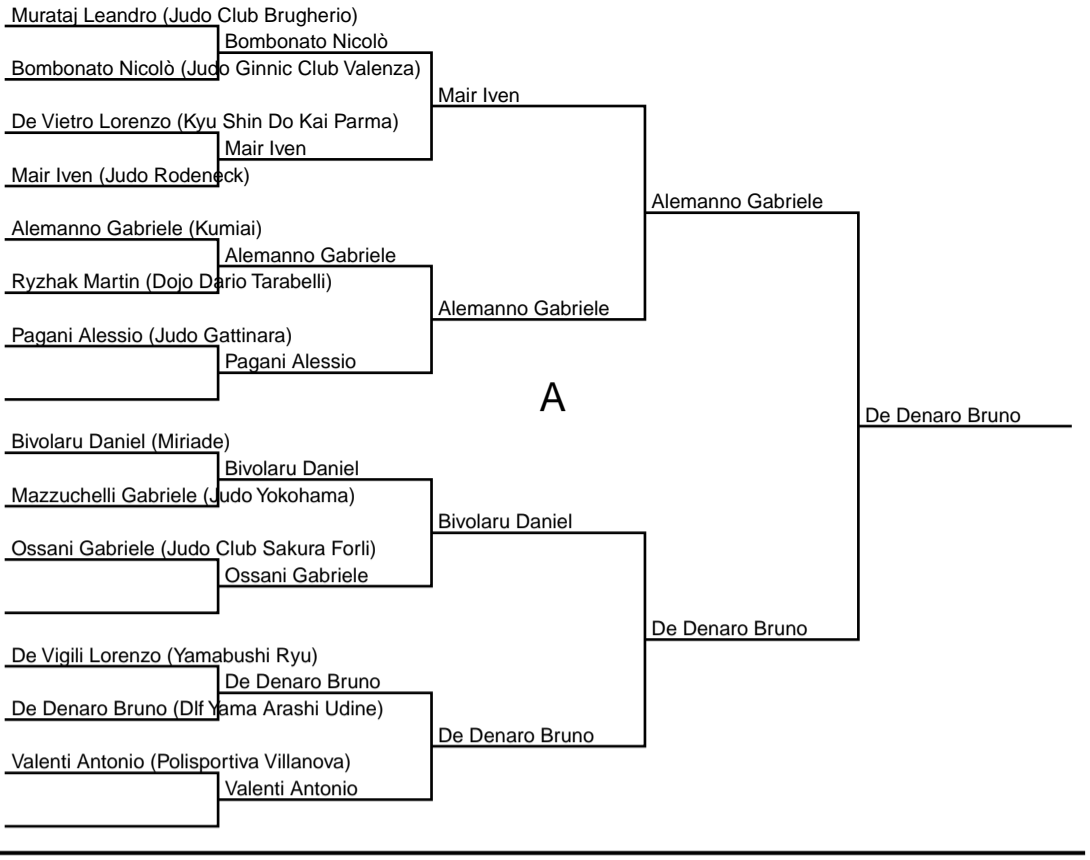 Murataj Leandro (Judo Club Brugherio)
Bombonato Nicolò
Bombonato Nicolò (Judo Ginnic Club Valenza)
Mair Iven
De Vietro Lorenzo (Kyu Shin Do Kai Parma)
Mair Iven
Mair Iven (Judo Rodeneck)
Alemanno Gabriele
Alemanno Gabriele (Kumiai)
Alemanno Gabriele
Ryzhak Martin (Dojo Dario Tarabelli)
Alemanno Gabriele
Pagani Alessio (Judo Gattinara)
Pagani Alessio
A
De Denaro Bruno
Bivolaru Daniel (Miriade)
Bivolaru Daniel
Mazzuchelli Gabriele (Judo Yokohama)
Bivolaru Daniel
Ossani Gabriele (Judo Club Sakura Forli)
Ossani Gabriele
De Denaro Bruno
De Vigili Lorenzo (Yamabushi Ryu)
De Denaro Bruno
De Denaro Bruno (Dlf Yama Arashi Udine)
De Denaro Bruno
Valenti Antonio (Polisportiva Villanova)
Valenti Antonio